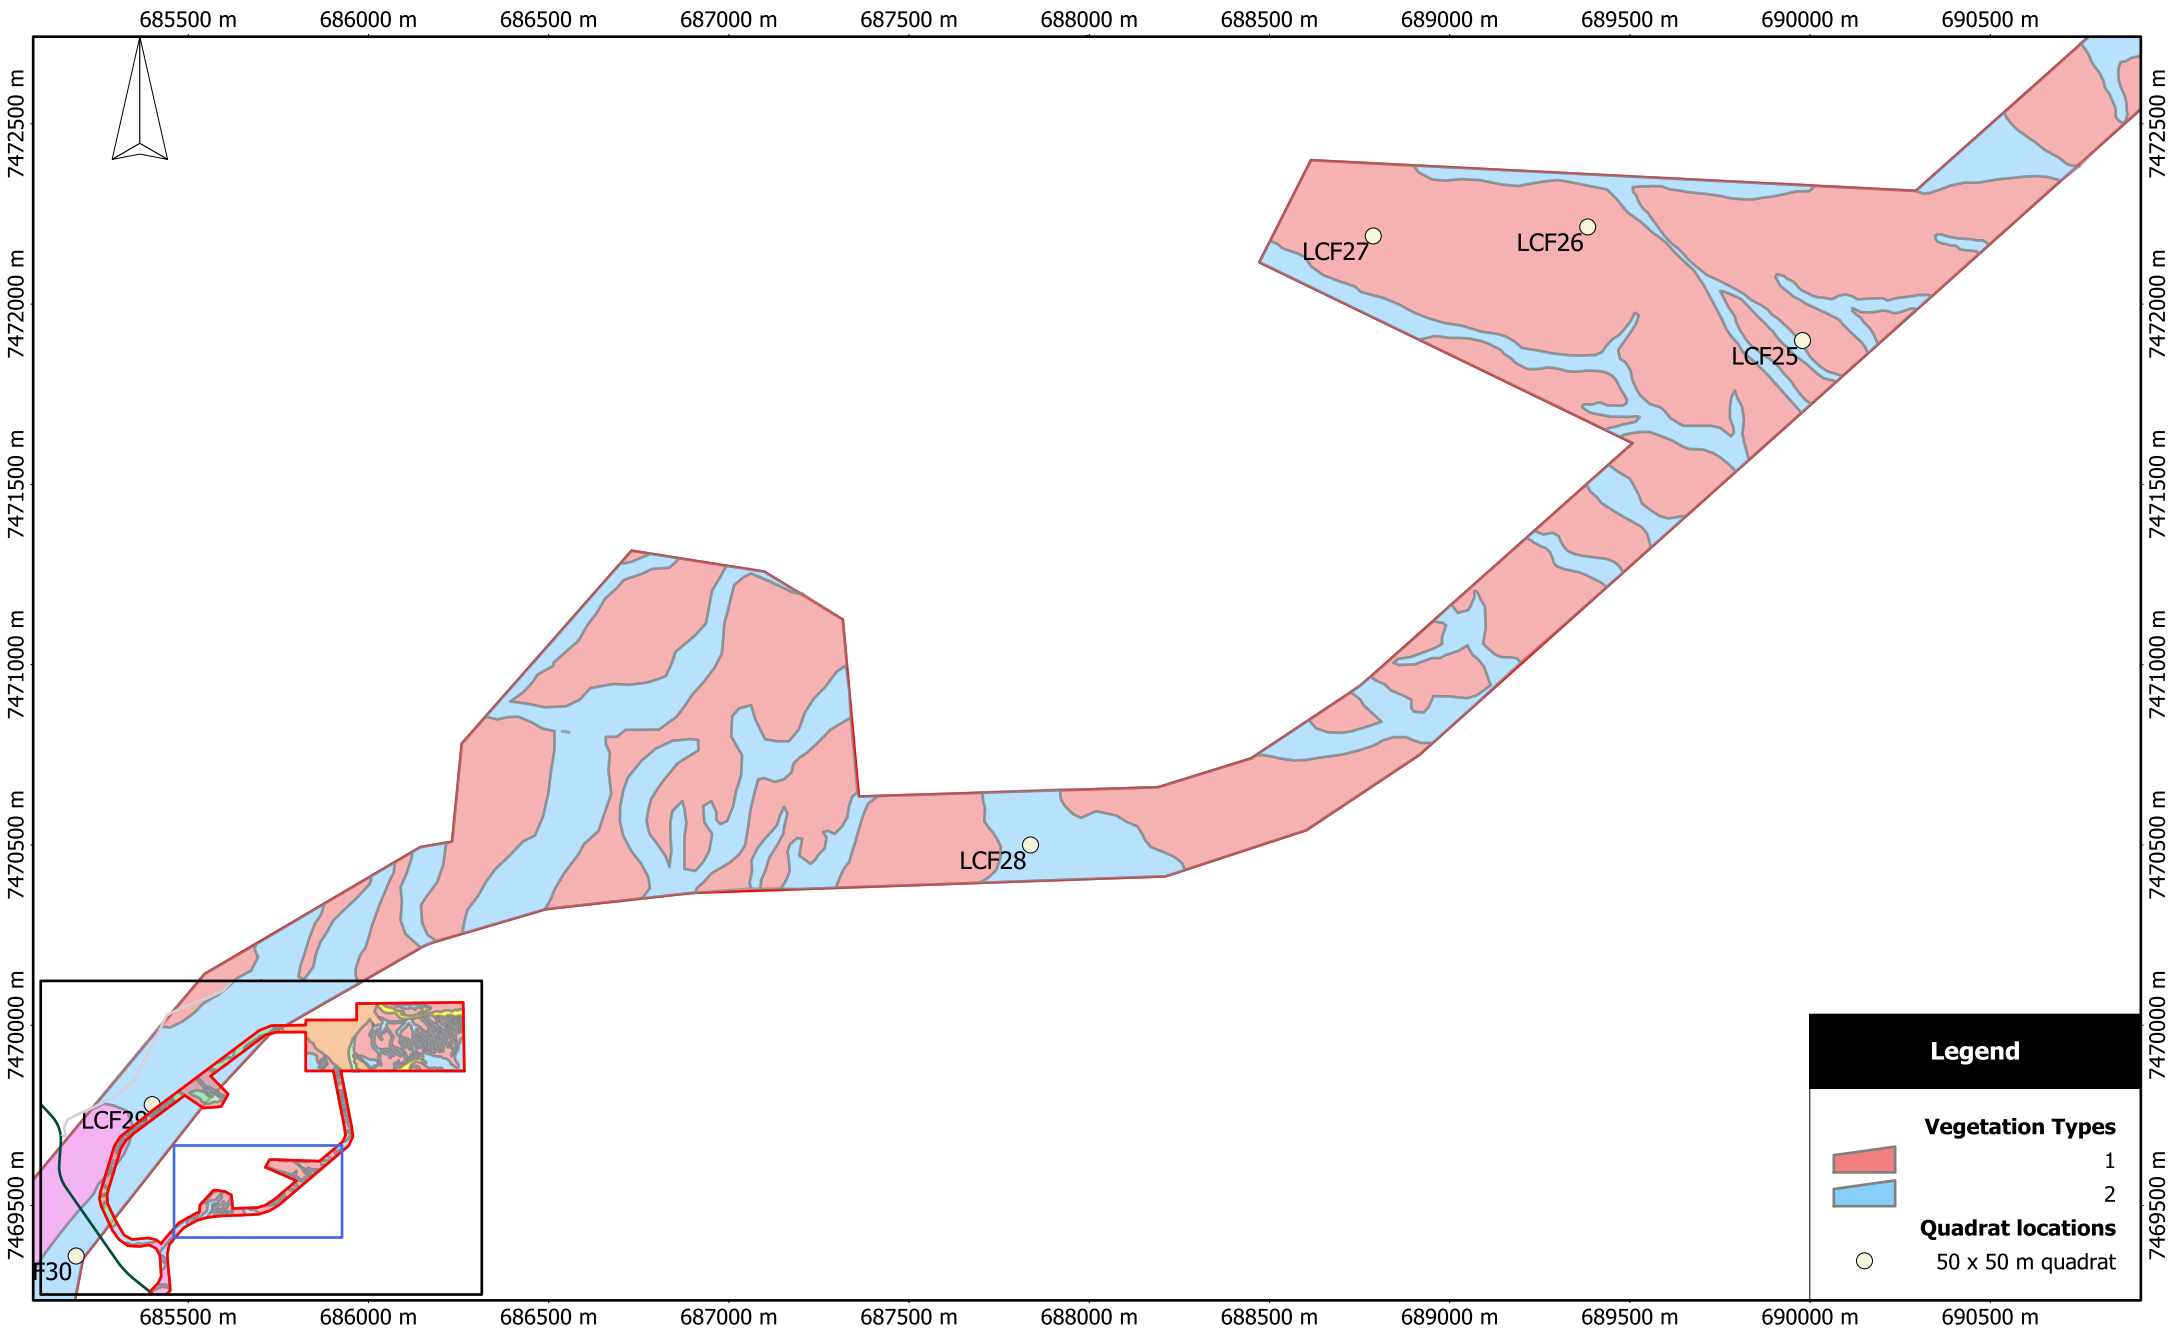 685500 m 686000 m 686500 m 687000 m 687500 m 688000 m 688500 m 689000 m 689500 m 690000 m 690500 m
7472500 m 7472500 m
LCF27 LCF26
7472000 m 7472000 m
LCF25
7471500 m 7471500 m
7471000 m 7471000 m
7470500 m 7470500 m
LCF28
7470000 m 7470000 m
Legend
LCF29
Vegetation Types
1
2
7469500 m 7469500 m
Quadrat locations
50 x 50 m quadrat
F30
685500 m 686000 m 686500 m 687000 m 687500 m 688000 m 688500 m 689000 m 689500 m 690000 m 690500 m